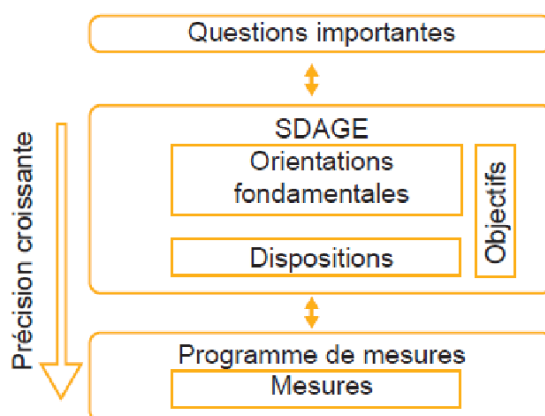 Questions importantes
SDAGE
Orientations
fondamentales
Dispositions
Objectifs
Précision croissante
Programme de mesures
Mesures